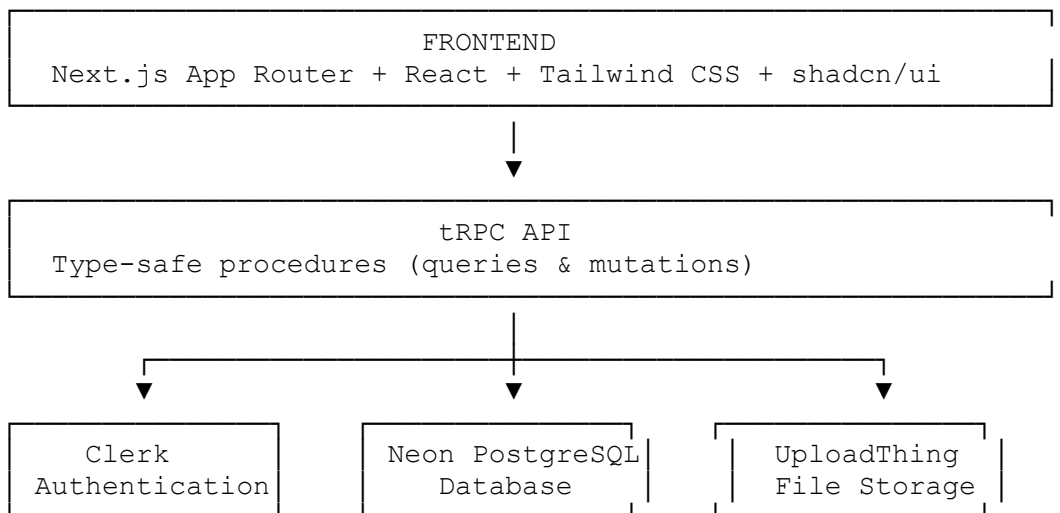 FRONTEND
Next.js App Router + React + Tailwind CSS + shadcn/ui
tRPC API
Type-safe procedures (queries & mutations)
Clerk
Authentication
Neon PostgreSQL
Database
UploadThing
File Storage